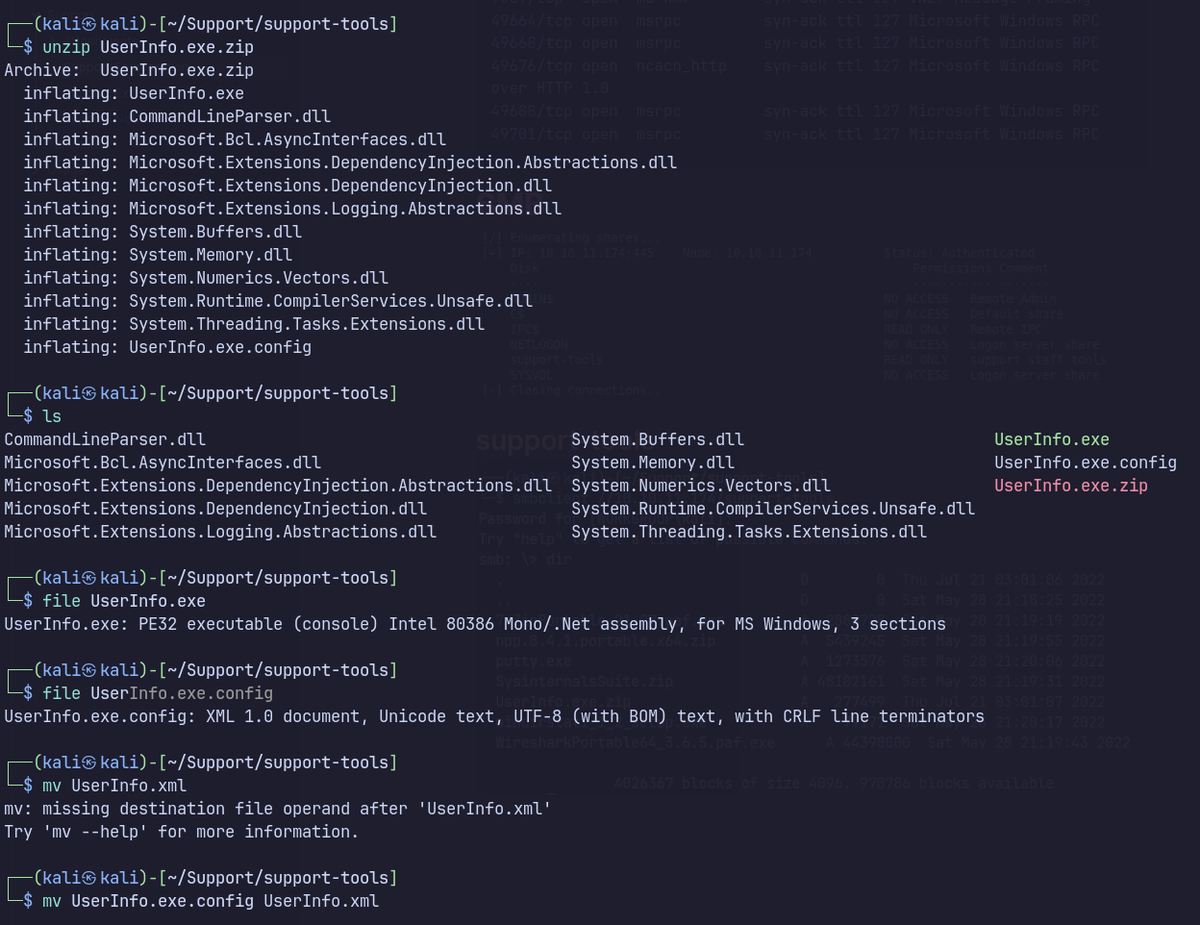 ┌──(kali㉿kali)-[~/Support/support-tools]
└─$ unzip UserInfo.exe.zip
Archive:  UserInfo.exe.zip
  inflating: UserInfo.exe
  inflating: CommandLineParser.dll
  inflating: Microsoft.Bcl.AsyncInterfaces.dll
  inflating: Microsoft.Extensions.DependencyInjection.Abstractions.dll
  inflating: Microsoft.Extensions.DependencyInjection.dll
  inflating: Microsoft.Extensions.Logging.Abstractions.dll
  inflating: System.Buffers.dll
  inflating: System.Memory.dll
  inflating: System.Numerics.Vectors.dll
  inflating: System.Runtime.CompilerServices.Unsafe.dll
  inflating: System.Threading.Tasks.Extensions.dll
  inflating: UserInfo.exe.config
┌──(kali㉿kali)-[~/Support/support-tools]
└─$ ls
CommandLineParser.dll System.Buffers.dll UserInfo.exe
Microsoft.Bcl.AsyncInterfaces.dll System.Memory.dll UserInfo.exe.config
Microsoft.Extensions.DependencyInjection.Abstractions.dll System.Numerics.Vectors.dll UserInfo.exe.zip
Microsoft.Extensions.DependencyInjection.dll System.Runtime.CompilerServices.Unsafe.dll
Microsoft.Extensions.Logging.Abstractions.dll System.Threading.Tasks.Extensions.dll
┌──(kali㉿kali)-[~/Support/support-tools]
└─$ file UserInfo.exe
UserInfo.exe: PE32 executable (console) Intel 80386 Mono/.Net assembly, for MS Windows, 3 sections
┌──(kali㉿kali)-[~/Support/support-tools]
└─$ file UserInfo.exe.config
UserInfo.exe.config: XML 1.0 document, Unicode text, UTF-8 (with BOM) text, with CRLF line terminators
┌──(kali㉿kali)-[~/Support/support-tools]
└─$ mv UserInfo.xml
mv: missing destination file operand after 'UserInfo.xml'
Try 'mv --help' for more information.
┌──(kali㉿kali)-[~/Support/support-tools]
└─$ mv UserInfo.exe.config UserInfo.xml